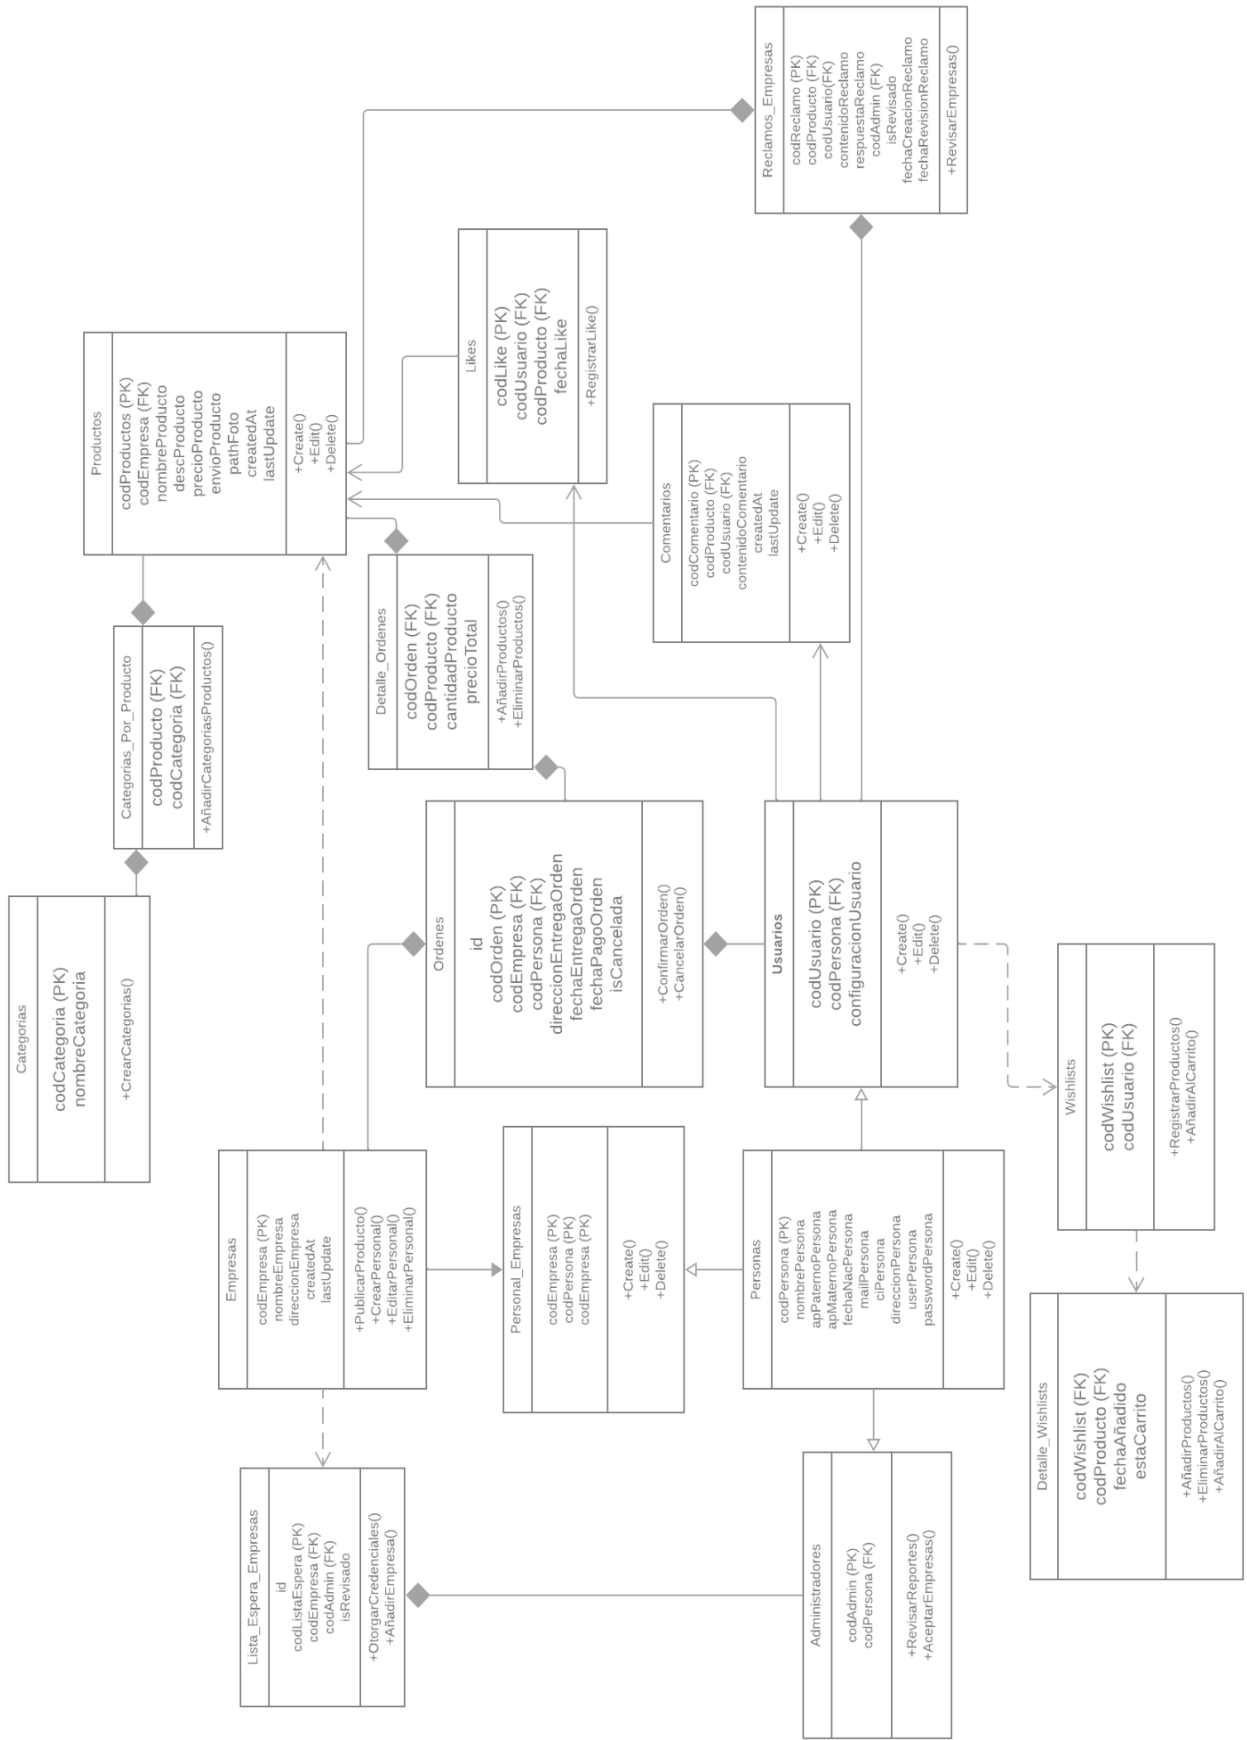 Lista_Espera_Empresas
id
codListaEspera (PK)
codEmpresa (FK)
codAdmin (FK)
isRevisado
+OtorgarCredenciales()
+AñadirEmpresa()
Empresas
codEmpresa (PK)
nombreEmpresa
direccionEmpresa
createdAt
lastUpdate
+PublicarProducto()
+CrearPersonal()
+EditarPersonal()
+EliminarPersonal()
Categorias
codCategoria (PK)
nombreCategoria
+CrearCategorias()
Categorias_Por_Producto
codProducto (FK)
codCategoria (FK)
+AñadirCategoriasProductos()
Productos
codProductos (PK)
codEmpresa (FK)
nombreProducto
descProducto
precioProducto
envioProducto
pathFoto
createdAt
lastUpdate
+Create()
+Edit()
+Delete()
Personal_Empresas
codEmpresa (PK)
codPersona (PK)
codEmpresa (PK)
+Create()
+Edit()
+Delete()
Ordenes
id
codOrden (PK)
codEmpresa (FK)
codPersona (FK)
direccionEntregaOrden
fechaEntregaOrden
fechaPagoOrden
isCancelada
+ConfirmarOrden()
+CancelarOrden()
Detalle_Ordenes
codOrden (FK)
codProducto (FK)
cantidadProducto
precioTotal
+AñadirProductos()
+EliminarProductos()
Likes
codLike (PK)
codUsuario (FK)
codProducto (FK)
fechaLike
+RegistrarLike()
Comentarios
codComentario (PK)
codProducto (FK)
codUsuario (FK)
contenidoComentario
createdAt
lastUpdate
+Create()
+Edit()
+Delete()
Administradores
codAdmin (PK)
codPersona (FK)
+RevisarReportes()
+AceptarEmpresas()
Personas
codPersona (PK)
nombrePersona
apPaternoPersona
apMaternoPersona
fechaNacPersona
mailPersona
ciPersona
direccionPersona
userPersona
passwordPersona
+Create()
+Edit()
+Delete()
Usuarios
codUsuario (PK)
codPersona (FK)
configuracionUsuario
+Create()
+Edit()
+Delete()
Reclamos_Empresas
codReclamo (PK)
codProducto (FK)
codUsuario(FK)
contenidoReclamo
respuestaReclamo
codAdmin (FK)
isRevisado
fechaCreacionReclamo
fechaRevisionReclamo
+RevisarEmpresas()
Detalle_Wishlists
codWishlist (FK)
codProducto (FK)
fechaAñadido
estaCarrito
+AñadirProductos()
+EliminarProductos()
+AñadirAlCarrito()
Wishlists
codWishlist (PK)
codUsuario (FK)
+RegistrarProductos()
+AñadirAlCarrito()